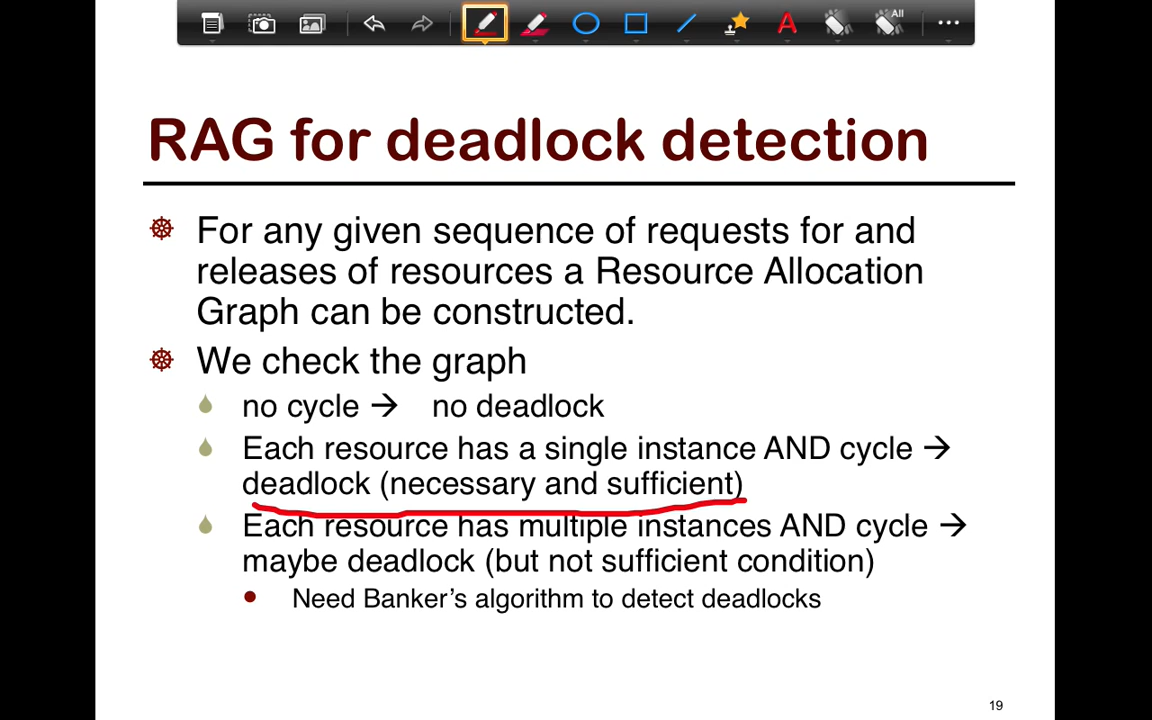 A
All
RAG for deadlock detection
For any given sequence of requests for and
releases of resources a Resource Allocation
Graph can be constructed.
We check the graph
no cycle → no deadlock
Each resource has a single instance AND cycle →
deadlock (necessary and sufficient)
Each resource has multiple instances AND cycle →
maybe deadlock (but not sufficient condition)
Need Banker’s algorithm to detect deadlocks
19